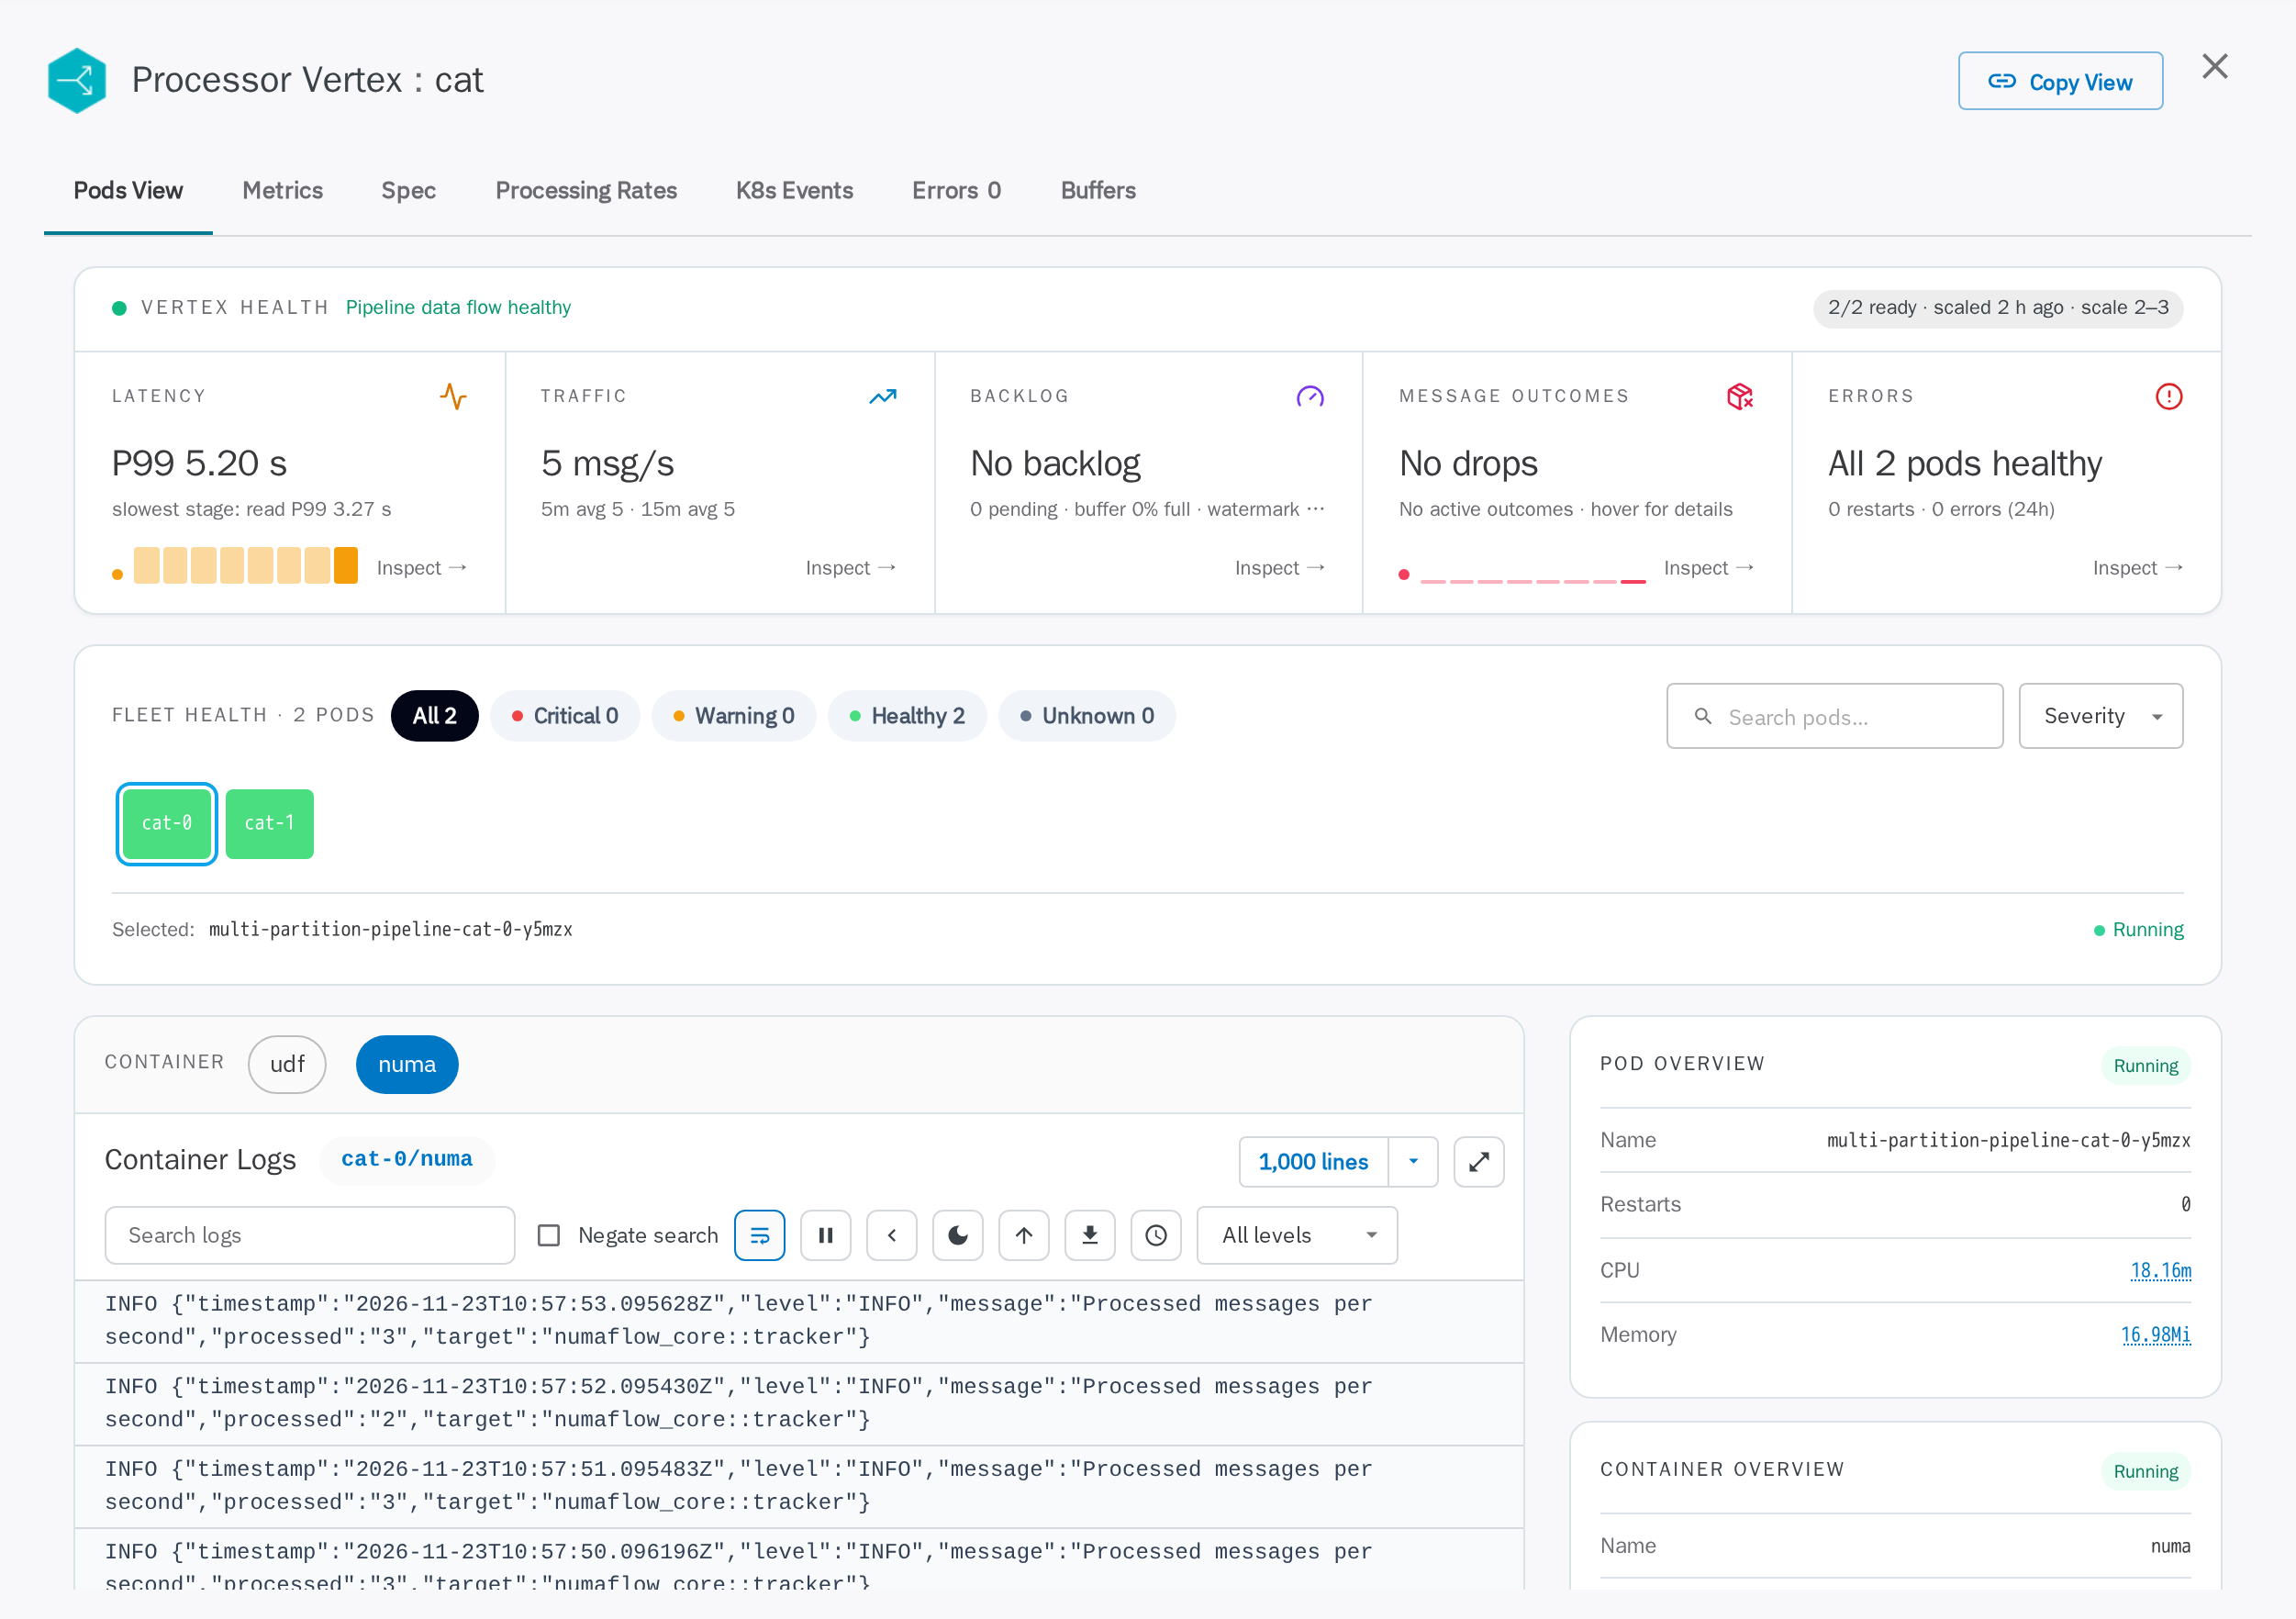 Processor Vertex : cat
Copy View
Pods View Metrics Spec Processing Rates K8s Events Errors 0 Buffers
VERTEX HEALTH Pipeline data flow healthy
2/2 ready · scaled 2 h ago · scale 2–3
LATENCY
P99 5.20 s
slowest stage: read P99 3.27 s
Inspect →
TRAFFIC
5 msg/s
5m avg 5 · 15m avg 5
Inspect →
BACKLOG
No backlog
0 pending · buffer 0% full · watermark ···
Inspect →
MESSAGE OUTCOMES
No drops
No active outcomes · hover for details
Inspect →
ERRORS
All 2 pods healthy
0 restarts · 0 errors (24h)
Inspect →
FLEET HEALTH · 2 PODS All 2 Critical 0 Warning 0 Healthy 2 Unknown 0
Search pods... Severity
cat-0 cat-1
Selected: multi-partition-pipeline-cat-0-y5mzx
Running
CONTAINER udf numa
Container Logs cat-0/numa
1,000 lines
Search logs Negate search All levels
INFO {"timestamp":"2026-11-23T10:57:53.095628Z","level":"INFO","message":"Processed messages per
second","processed":"3","target":"numaflow_core::tracker"}
INFO {"timestamp":"2026-11-23T10:57:52.095430Z","level":"INFO","message":"Processed messages per
second","processed":"2","target":"numaflow_core::tracker"}
INFO {"timestamp":"2026-11-23T10:57:51.095483Z","level":"INFO","message":"Processed messages per
second","processed":"3","target":"numaflow_core::tracker"}
INFO {"timestamp":"2026-11-23T10:57:50.096196Z","level":"INFO","message":"Processed messages per
second","processed":"3","target":"numaflow_core::tracker"}
POD OVERVIEW Running
Name multi-partition-pipeline-cat-0-y5mzx
Restarts 0
CPU 18.16m
Memory 16.98Mi
CONTAINER OVERVIEW Running
Name numa